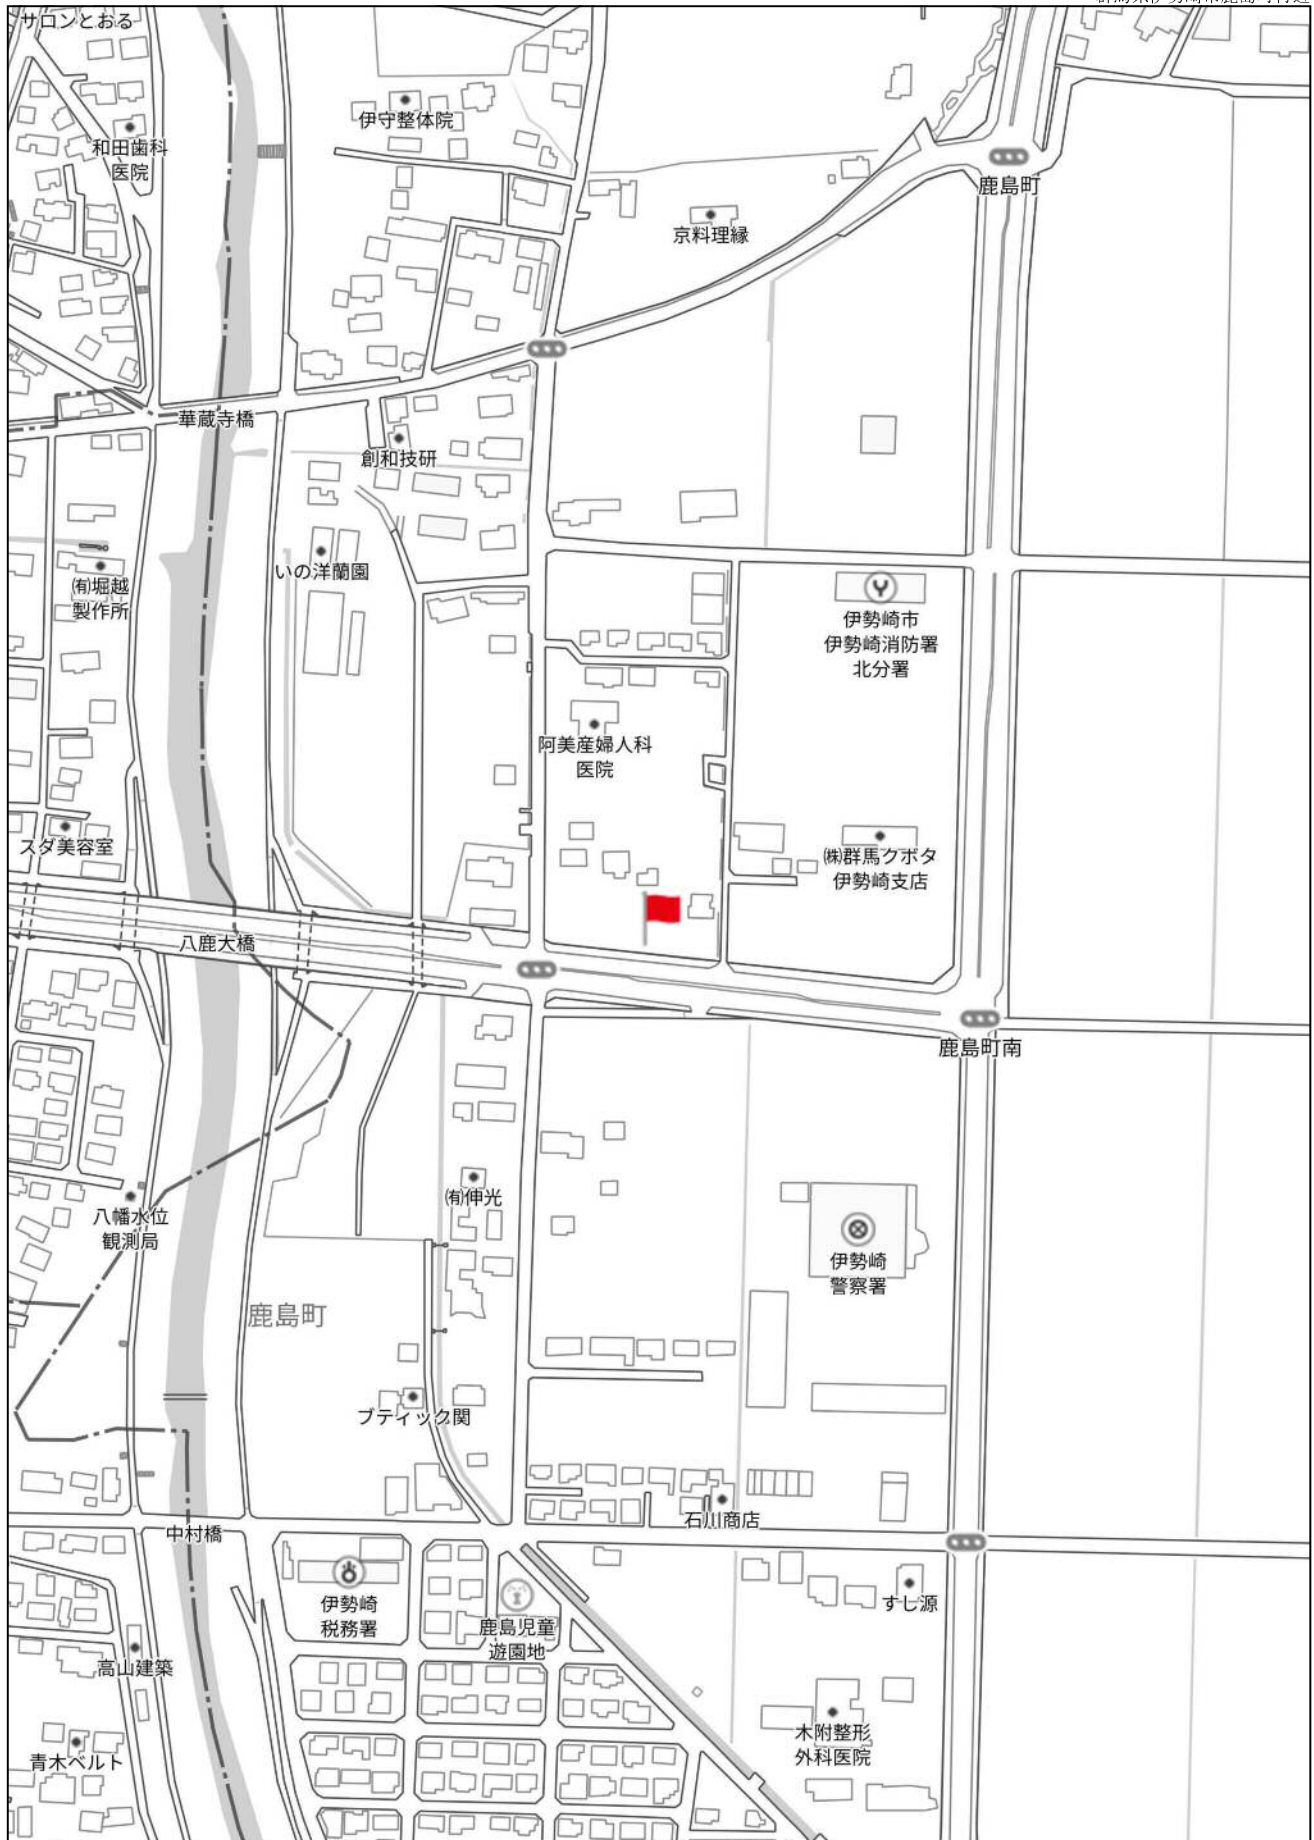 サロンとおる
和田歯科
医院
伊守整体院
鹿島町
京料理縁
華蔵寺橋
創和技研
いの洋蘭園
㈲堀越
製作所
伊勢崎市
伊勢崎消防署
北分署
阿美産婦人科
医院
スダ美容室
㈱群馬クボタ
伊勢崎支店
八鹿大橋
鹿島町南
㈲伸光
八幡水位
観測局
伊勢崎
警察署
鹿島町
ブティック関
石川商店
中村橋
伊勢崎
税務署
鹿島児童
遊園地
すし源
高山建築
木附整形
外科医院
青木ベルト